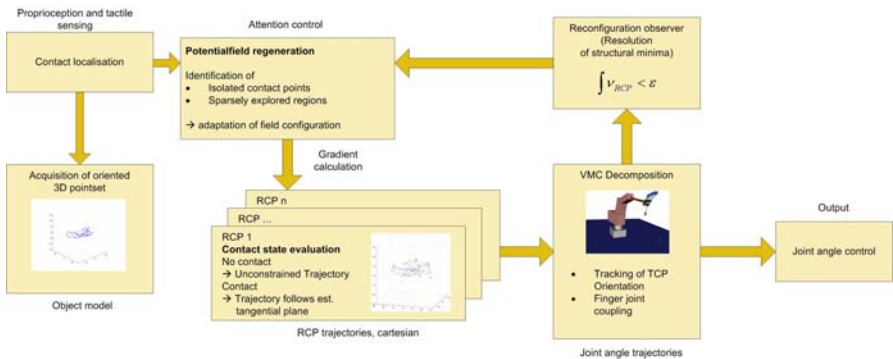 Proprioception and tactile
sensing
Contact localisation
Acquisition of oriented
3D pointset
Object model
Attention control
Potentialfield regeneration
Identification of
• Isolated contact points
• Sparsely explored regions
→ adaptation of field configuration
Gradient
calculation
RCP n
RCP ...
RCP 1
Contact state evaluation
No contact
→ Unconstrained Trajectory
Contact
→ Trajectory follows est.
tangential plane
RCP trajectories, cartesian
Reconfiguration observer
(Resolution
of structural minima)
∫ν_RCP < ε
VMC Decomposition
• Tracking of TCP
Orientation
• Finger joint
coupling
Joint angle trajectories
Output
Joint angle control